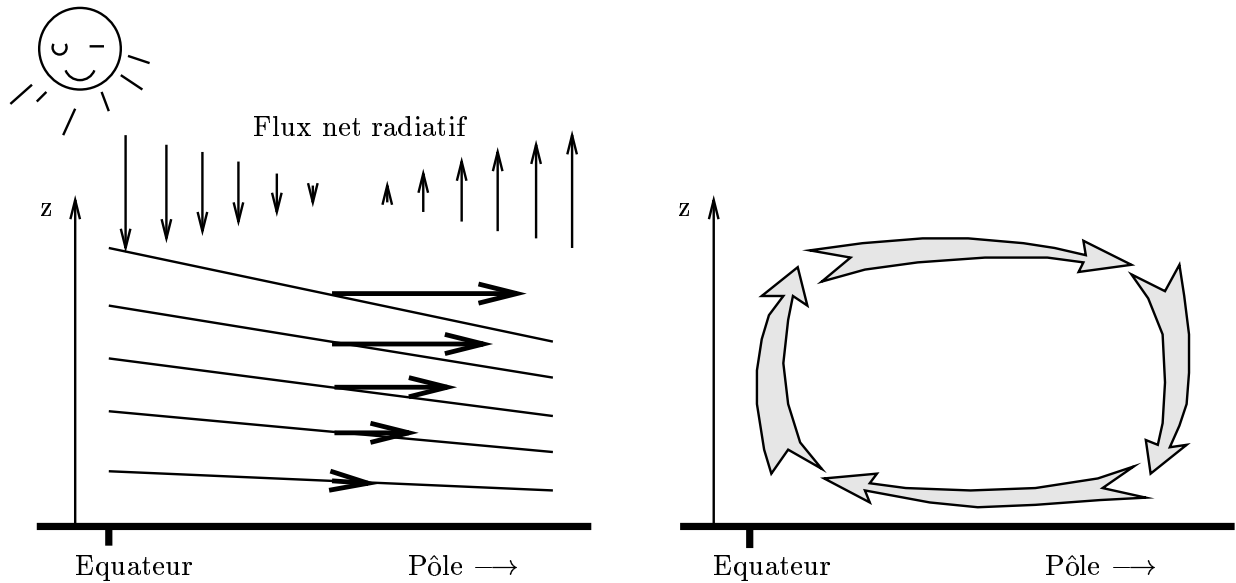 Flux net radiatif
z
z
Equateur
Pôle →
Equateur
Pôle →